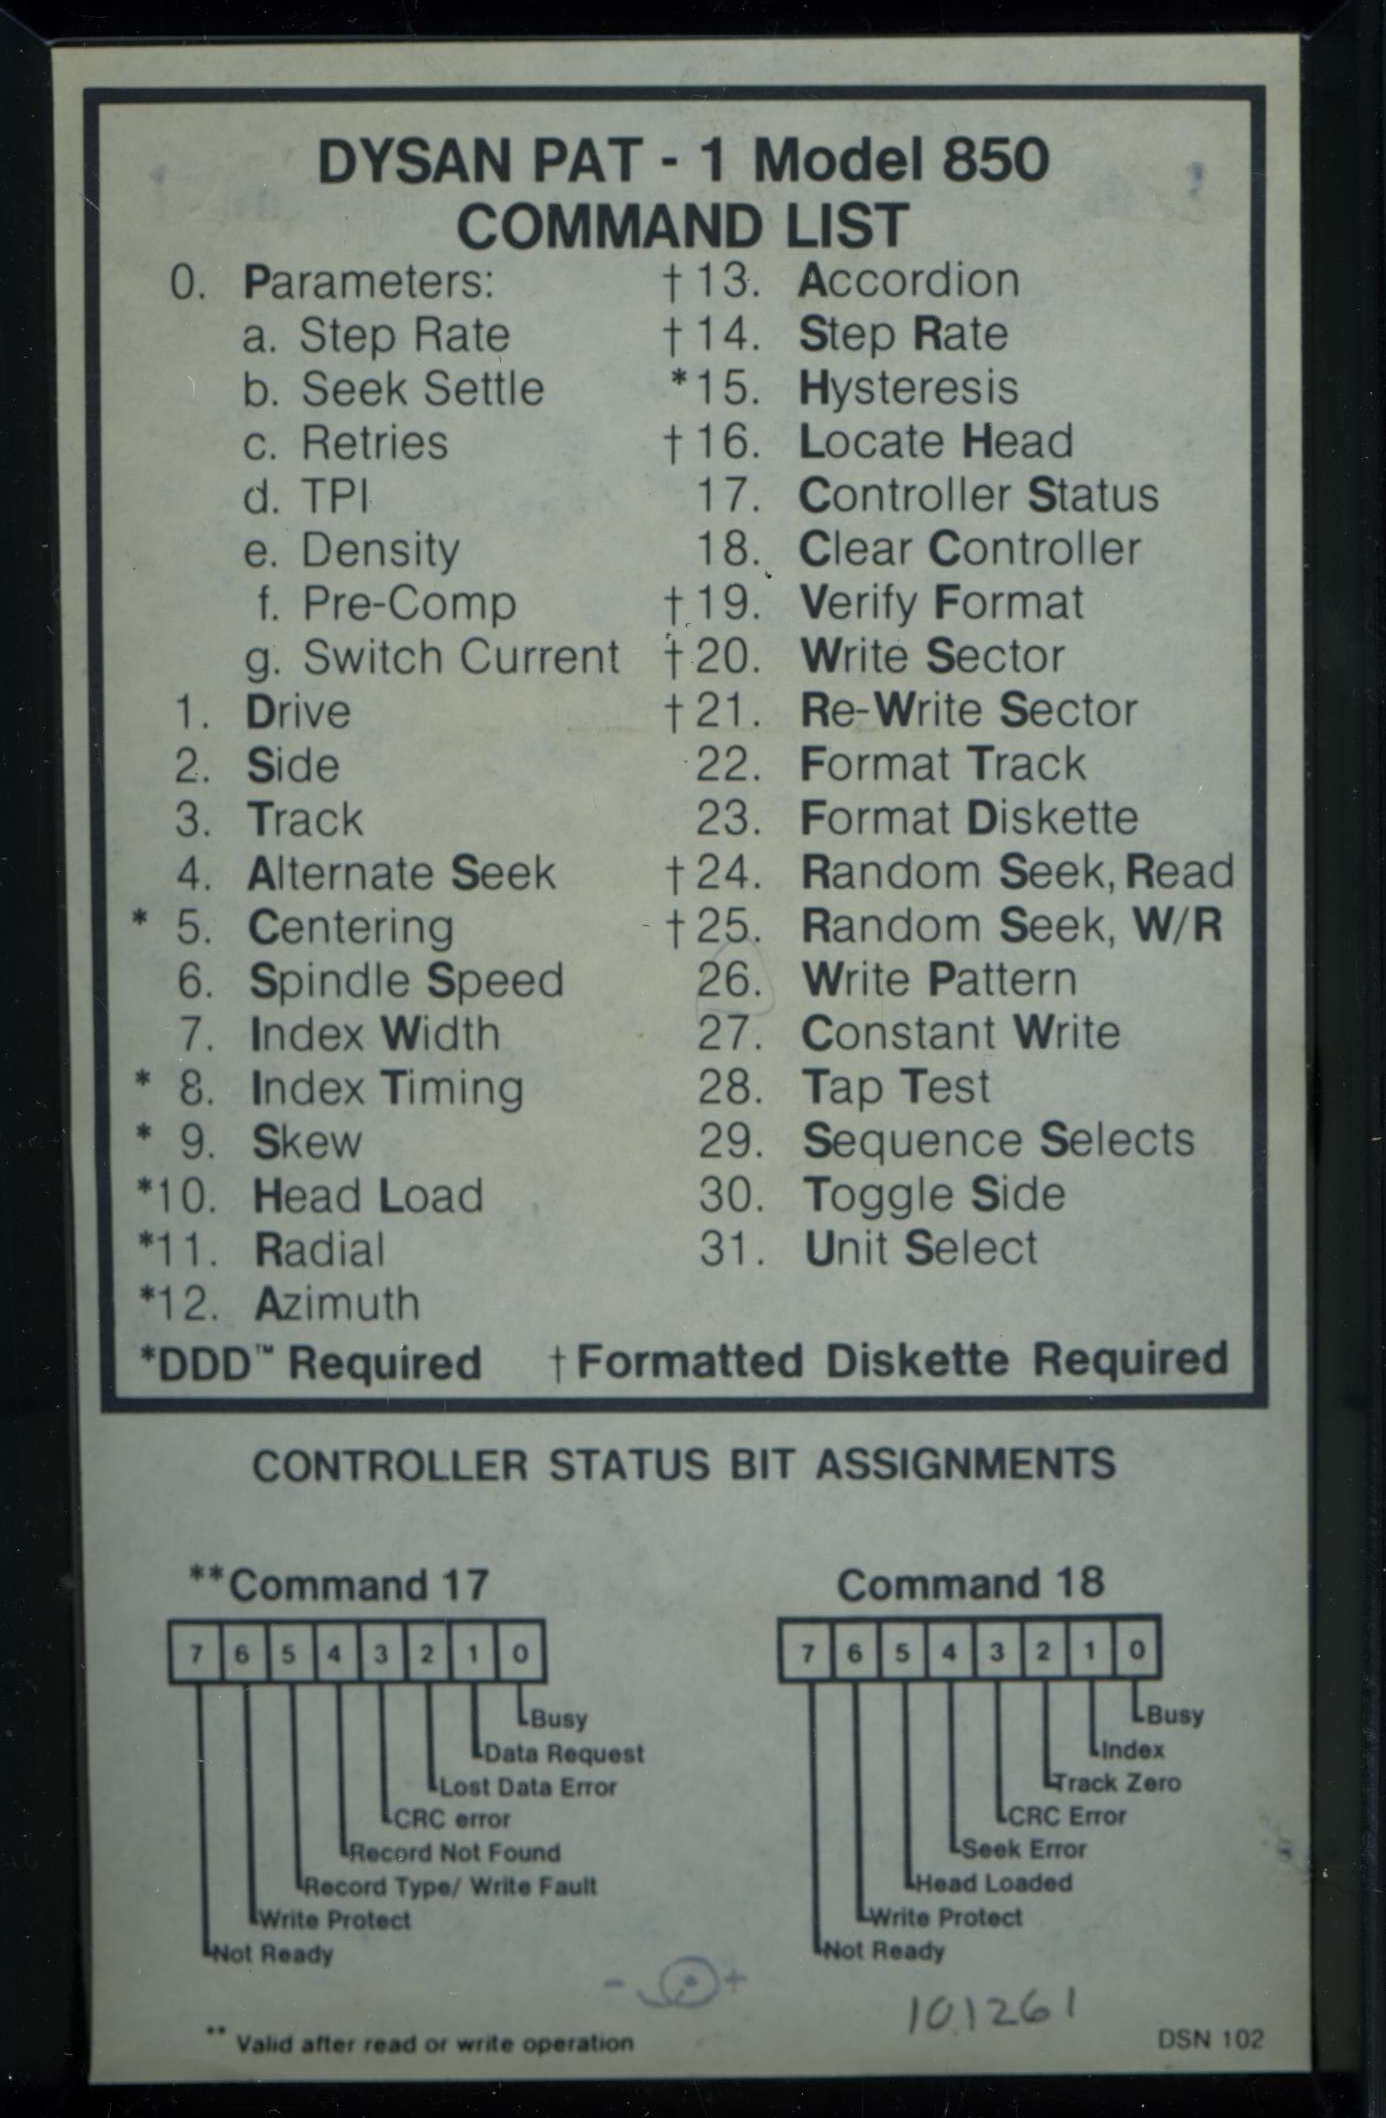 DYSAN PAT - 1 Model 850
COMMAND LIST
0. Parameters:
a. Step Rate
b. Seek Settle
c. Retries
d. TPI
e. Density
f. Pre-Comp
g. Switch Current
1. Drive
2. Side
3. Track
4. Alternate Seek
* 5. Centering
6. Spindle Speed
7. Index Width
* 8. Index Timing
* 9. Skew
*10. Head Load
*11. Radial
*12. Azimuth
†13. Accordion
†14. Step Rate
*15. Hysteresis
†16. Locate Head
17. Controller Status
18. Clear Controller
†19. Verify Format
†20. Write Sector
†21. Re-Write Sector
22. Format Track
23. Format Diskette
†24. Random Seek, Read
†25. Random Seek, W/R
26. Write Pattern
27. Constant Write
28. Tap Test
29. Sequence Selects
30. Toggle Side
31. Unit Select
*DDD™ Required †Formatted Diskette Required
CONTROLLER STATUS BIT ASSIGNMENTS
**Command 17
7 6 5 4 3 2 1 0
Busy
Data Request
Lost Data Error
CRC error
Record Not Found
Record Type/ Write Fault
Write Protect
Not Ready
Command 18
7 6 5 4 3 2 1 0
Busy
Index
Track Zero
CRC Error
Seek Error
Head Loaded
Write Protect
Not Ready
- +
101261
** Valid after read or write operation
DSN 102